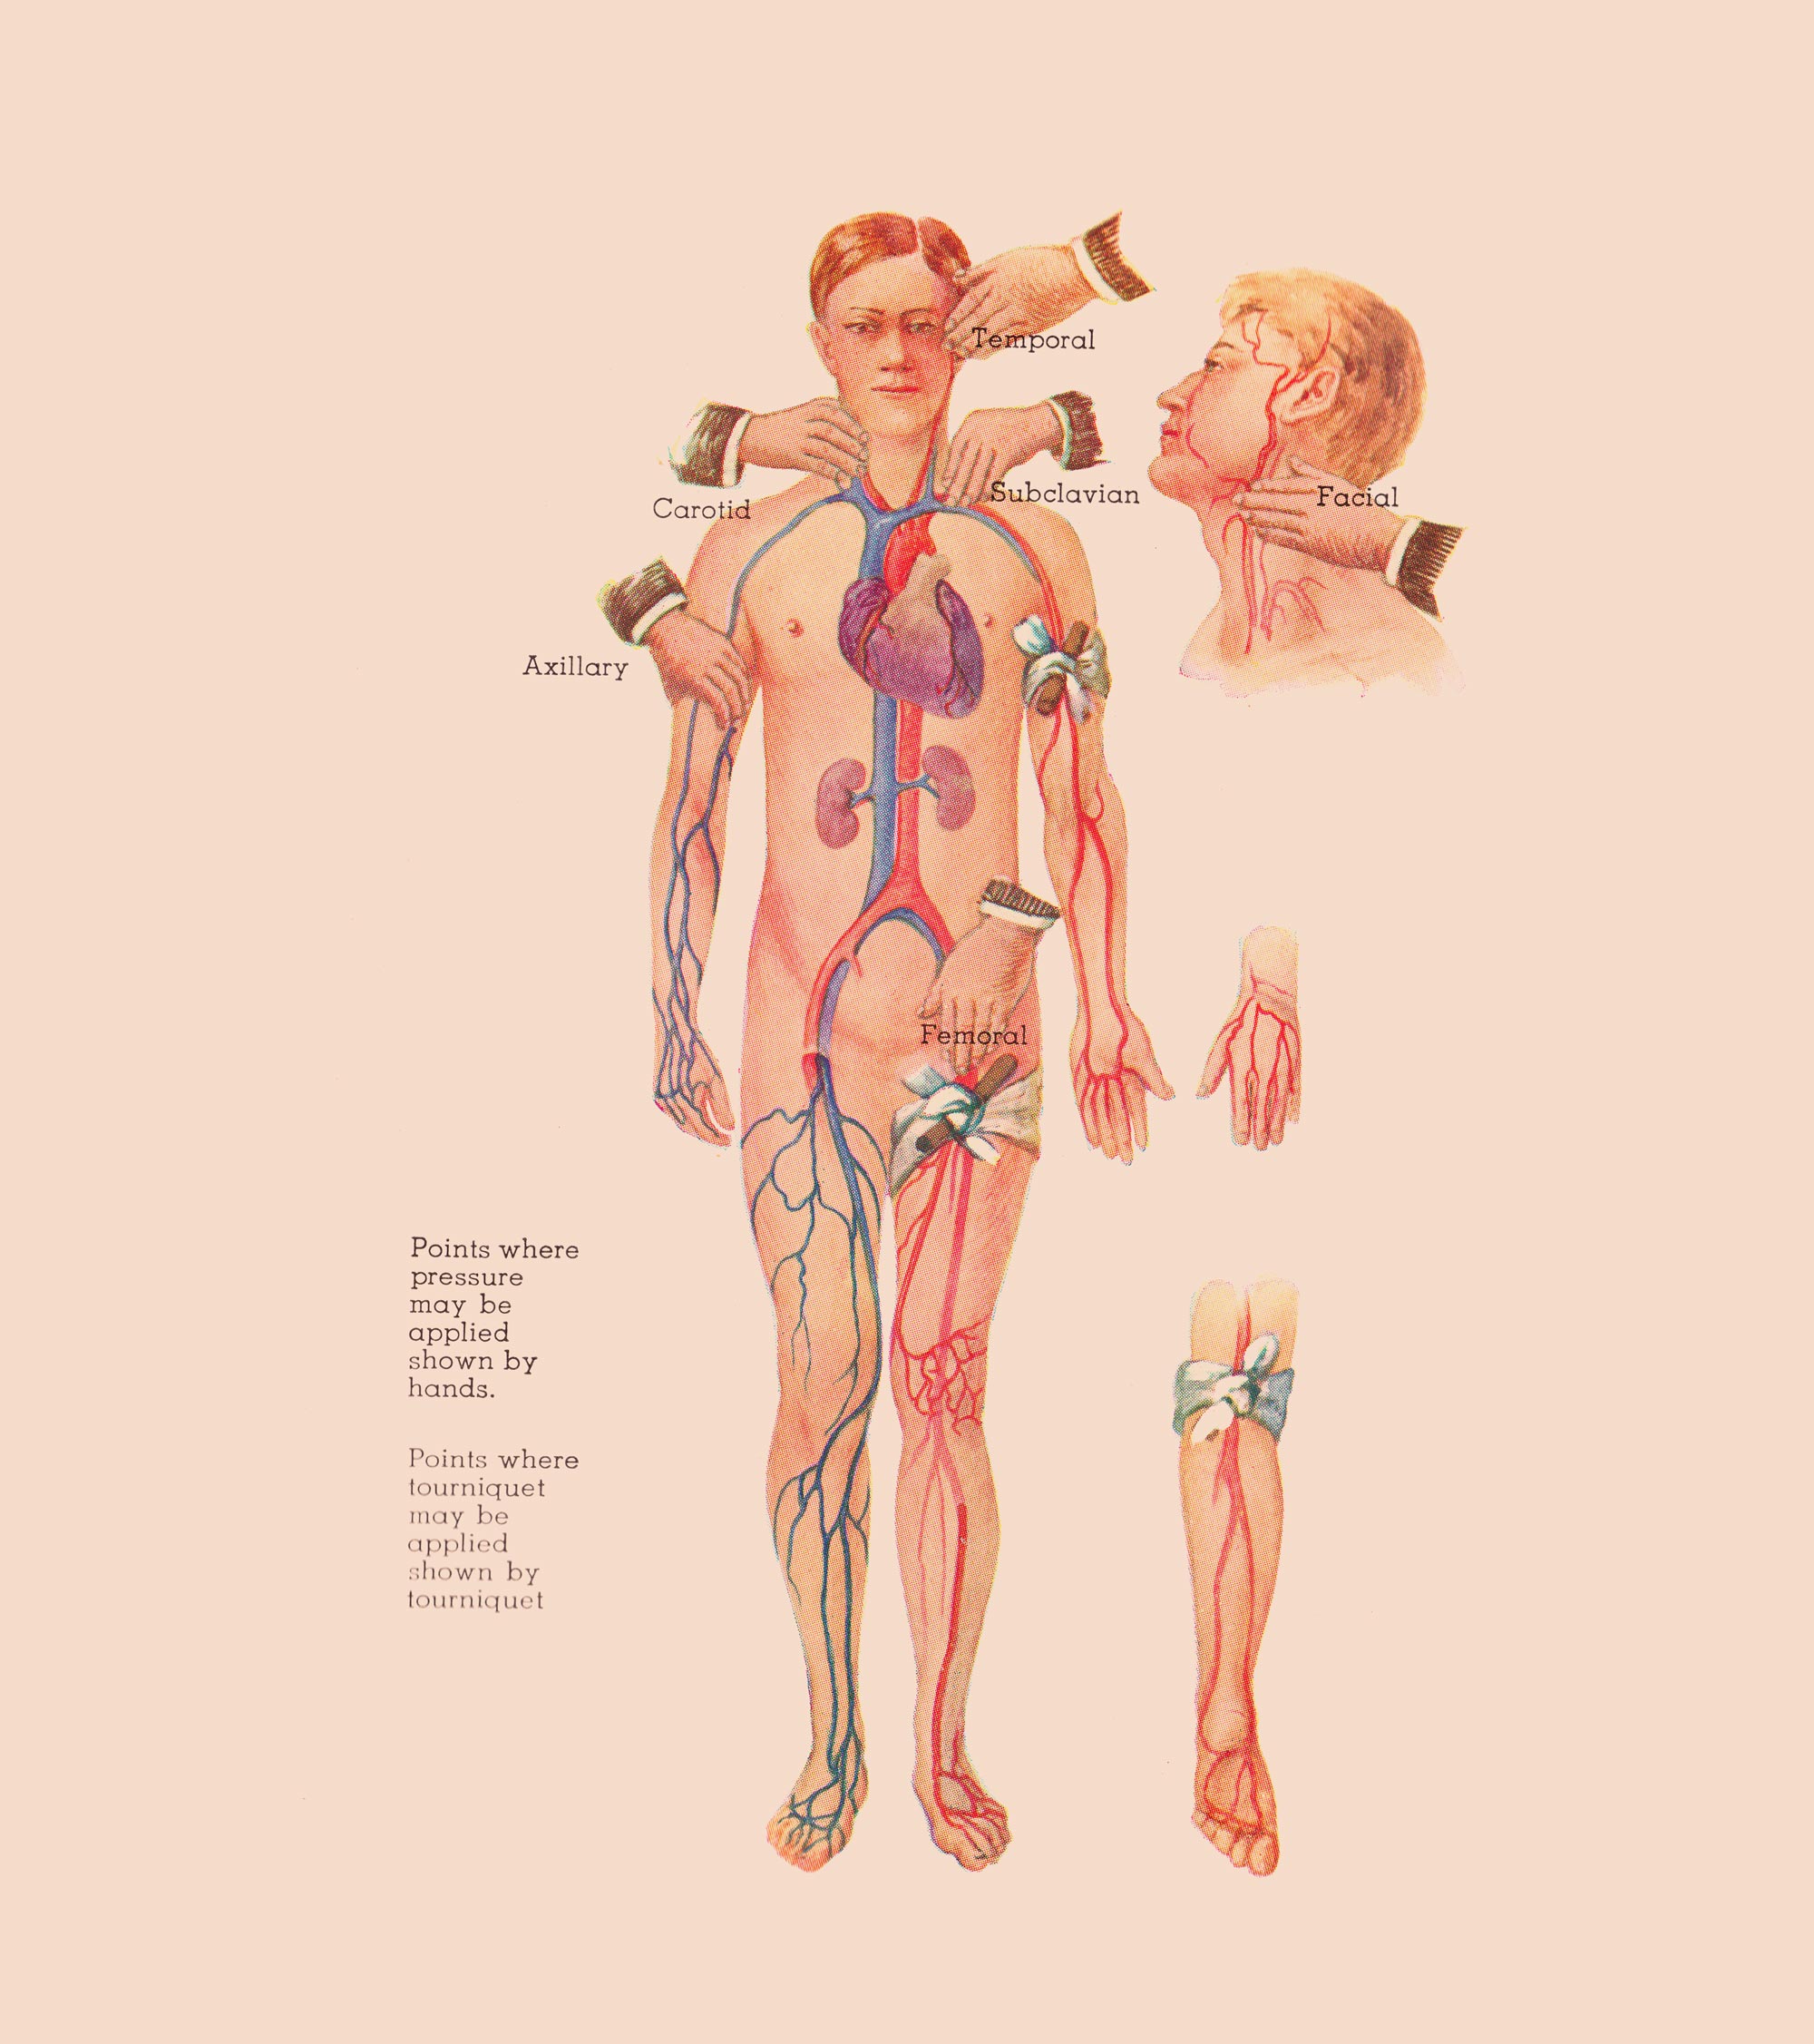 Temporal
Carotid
Subclavian
Facial
Axillary
Femoral
Points where
pressure
may be
applied
shown by
hands.
Points where
tourniquet
may be
applied
shown by
tourniquet